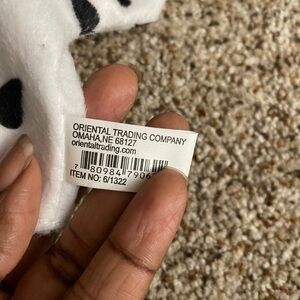 ORIENTAL TRADING COMPANY
OMAHA,NE 68127
orientaltrading.com
7 80984 7906
ITEM NO: 6/1322